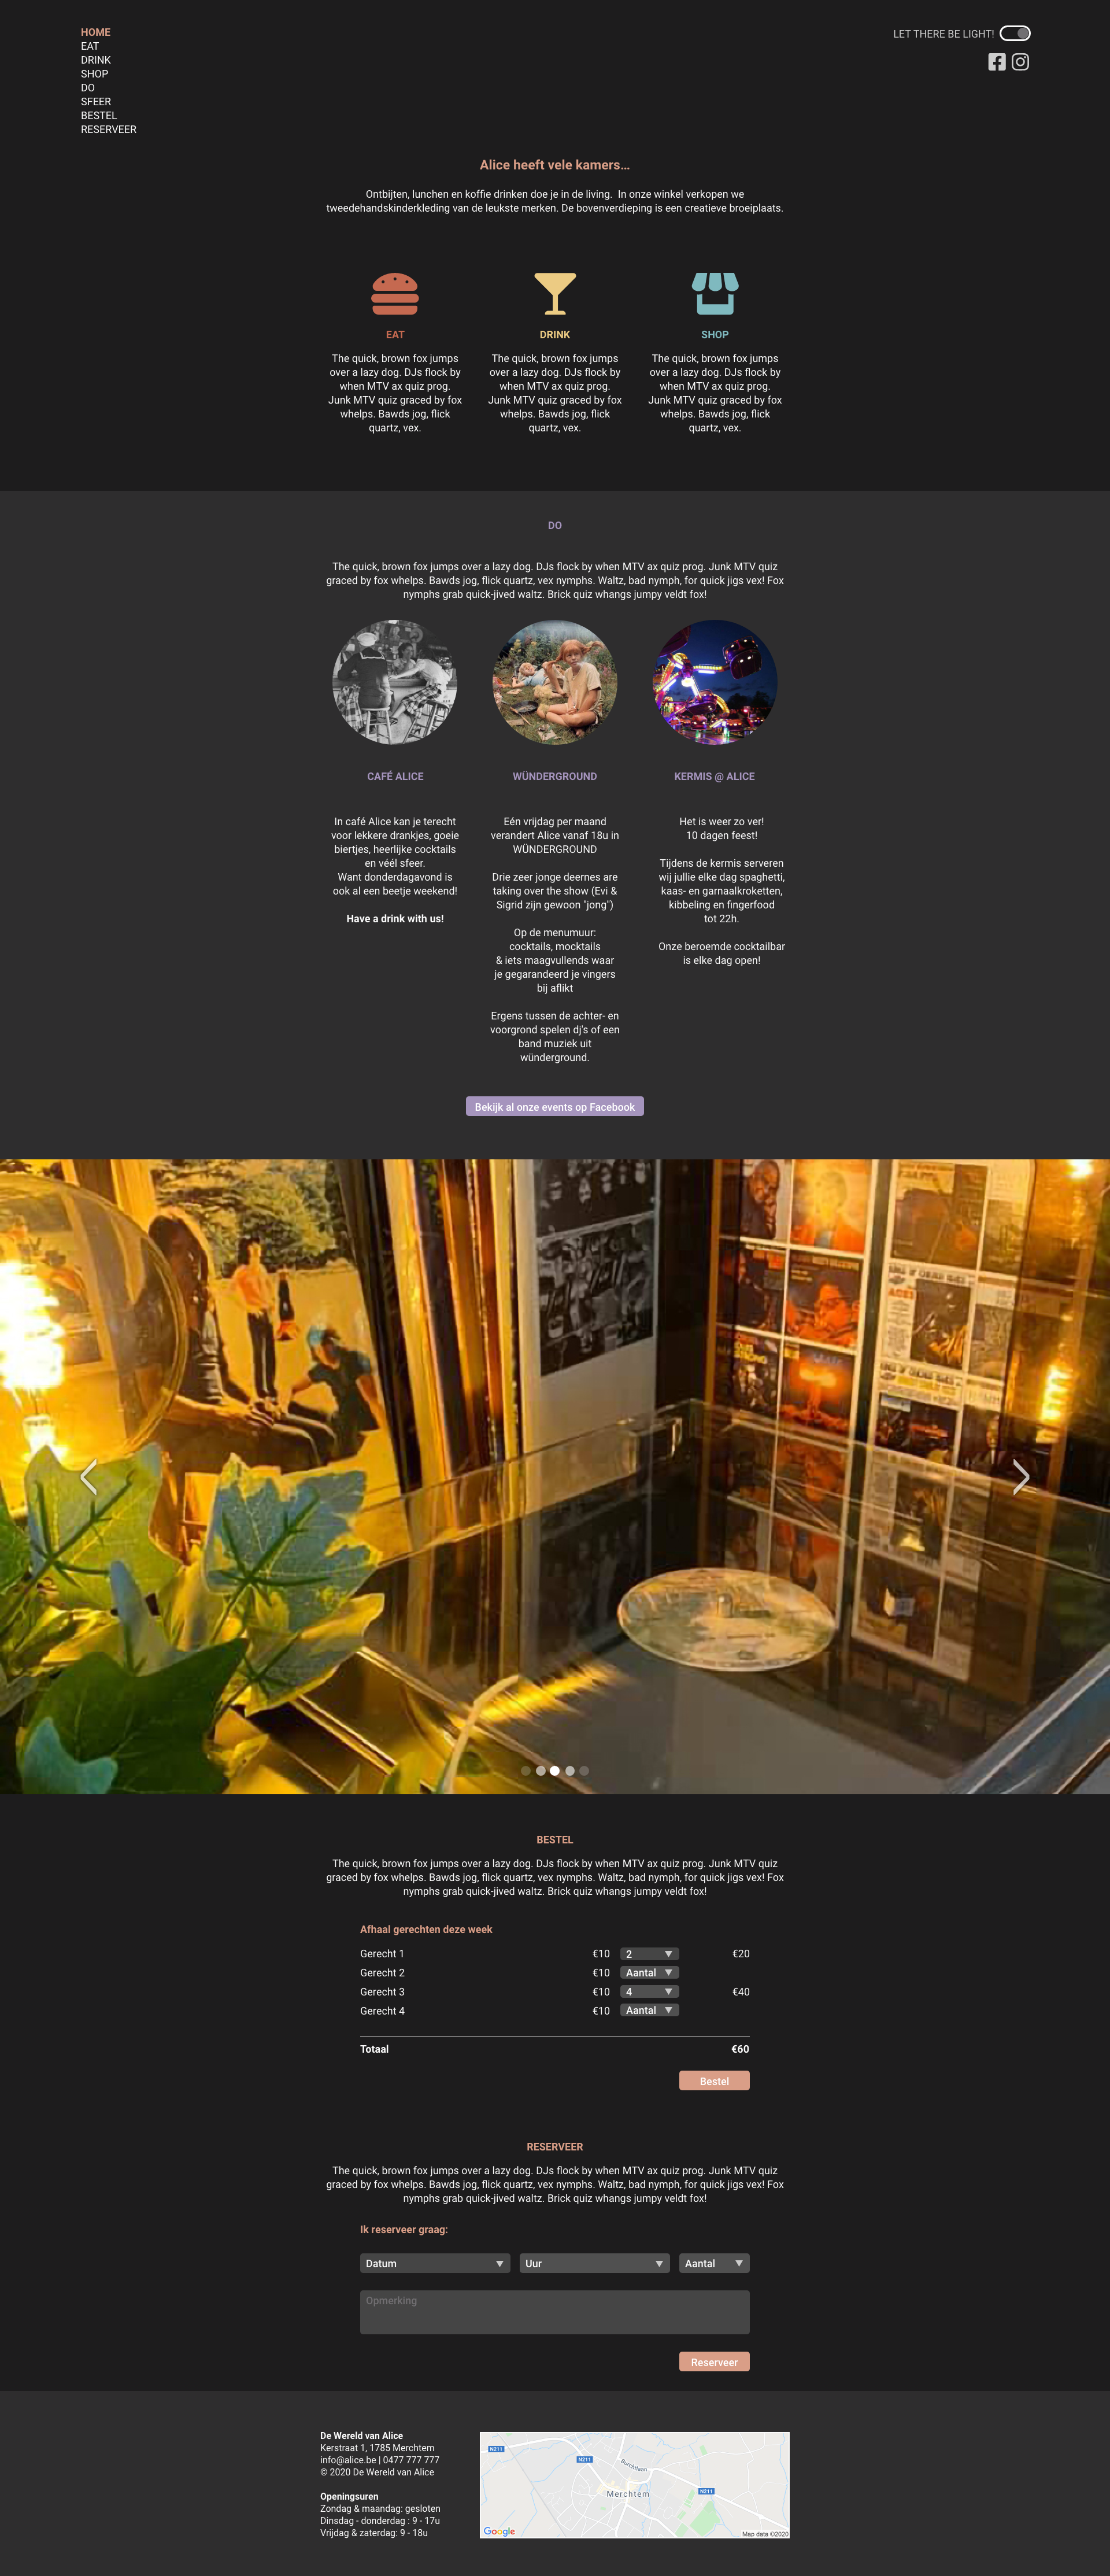 HOME
EAT
DRINK
SHOP
DO
SFEER
BESTEL
RESERVEER
LET THERE BE LIGHT!
Alice heeft vele kamers…
Ontbijten, lunchen en koffie drinken doe je in de living.  In onze winkel verkopen we
tweedehandskinderkleding van de leukste merken. De bovenverdieping is een creatieve broeiplaats.
EAT
The quick, brown fox jumps
over a lazy dog. DJs flock by
when MTV ax quiz prog.
Junk MTV quiz graced by fox
whelps. Bawds jog, flick
quartz, vex.
DRINK
The quick, brown fox jumps
over a lazy dog. DJs flock by
when MTV ax quiz prog.
Junk MTV quiz graced by fox
whelps. Bawds jog, flick
quartz, vex.
SHOP
The quick, brown fox jumps
over a lazy dog. DJs flock by
when MTV ax quiz prog.
Junk MTV quiz graced by fox
whelps. Bawds jog, flick
quartz, vex.
DO
The quick, brown fox jumps over a lazy dog. DJs flock by when MTV ax quiz prog. Junk MTV quiz
graced by fox whelps. Bawds jog, flick quartz, vex nymphs. Waltz, bad nymph, for quick jigs vex! Fox
nymphs grab quick-jived waltz. Brick quiz whangs jumpy veldt fox!
CAFÉ ALICE
In café Alice kan je terecht
voor lekkere drankjes, goeie
biertjes, heerlijke cocktails
en véél sfeer.
Want donderdagavond is
ook al een beetje weekend!
Have a drink with us!
WÜNDERGROUND
Eén vrijdag per maand
verandert Alice vanaf 18u in
WÜNDERGROUND
Drie zeer jonge deernes are
taking over the show (Evi &
Sigrid zijn gewoon "jong")
Op de menumuur:
cocktails, mocktails
& iets maagvullends waar
je gegarandeerd je vingers
bij aflikt
Ergens tussen de achter- en
voorgrond spelen dj's of een
band muziek uit
wünderground.
KERMIS @ ALICE
Het is weer zo ver!
10 dagen feest!
Tijdens de kermis serveren
wij jullie elke dag spaghetti,
kaas- en garnaalkroketten,
kibbeling en fingerfood
tot 22h.
Onze beroemde cocktailbar
is elke dag open!
Bekijk al onze events op Facebook
BESTEL
The quick, brown fox jumps over a lazy dog. DJs flock by when MTV ax quiz prog. Junk MTV quiz
graced by fox whelps. Bawds jog, flick quartz, vex nymphs. Waltz, bad nymph, for quick jigs vex! Fox
nymphs grab quick-jived waltz. Brick quiz whangs jumpy veldt fox!
Afhaal gerechten deze week
Gerecht 1 €10 2 €20
Gerecht 2 €10 Aantal
Gerecht 3 €10 4 €40
Gerecht 4 €10 Aantal
Totaal €60
Bestel
RESERVEER
The quick, brown fox jumps over a lazy dog. DJs flock by when MTV ax quiz prog. Junk MTV quiz
graced by fox whelps. Bawds jog, flick quartz, vex nymphs. Waltz, bad nymph, for quick jigs vex! Fox
nymphs grab quick-jived waltz. Brick quiz whangs jumpy veldt fox!
Ik reserveer graag:
Datum Uur Aantal
Opmerking
Reserveer
De Wereld van Alice
Kerstraat 1, 1785 Merchtem
info@alice.be | 0477 777 777
© 2020 De Wereld van Alice
Openingsuren
Zondag & maandag: gesloten
Dinsdag - donderdag : 9 - 17u
Vrijdag & zaterdag: 9 - 18u
N211
N211
Burchtlaan
N211
Merchtem
Google
Map data ©2020